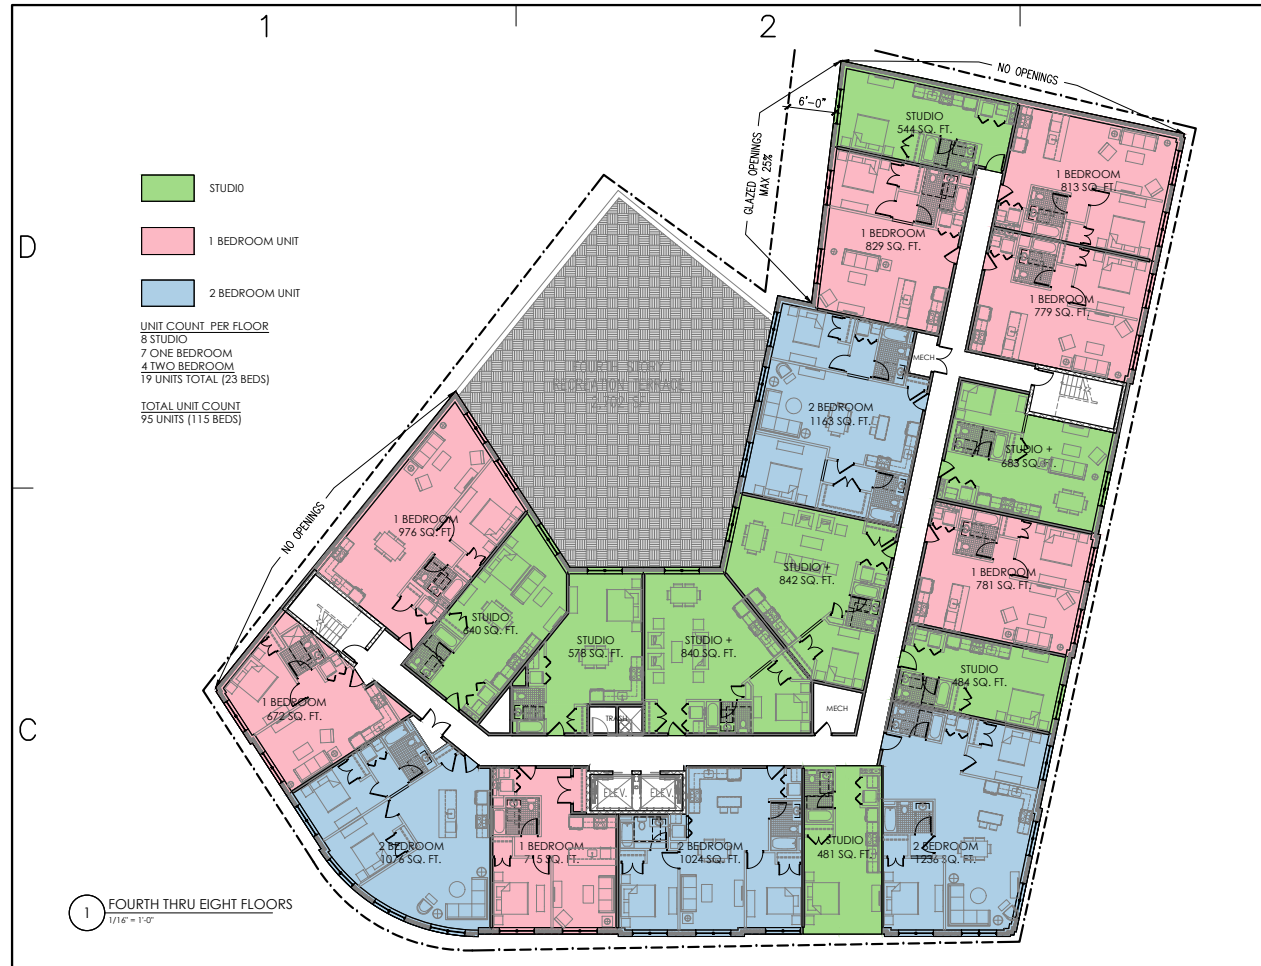 1
2
D
C
NO OPENINGS
6'-0"
GLAZED OPENINGS
MAX 25%
STUDIO
544 SQ. FT.
1 BEDROOM
813 SQ. FT.
1 BEDROOM
829 SQ. FT.
1 BEDROOM
779 SQ. FT.
STUDIO
1 BEDROOM UNIT
2 BEDROOM UNIT
UNIT COUNT PER FLOOR
8 STUDIO
7 ONE BEDROOM
4 TWO BEDROOM
19 UNITS TOTAL (23 BEDS)
TOTAL UNIT COUNT
95 UNITS (115 BEDS)
FOURTH STORY
RECREATION TERRACE
2,702 SF
MECH
2 BEDROOM
1163 SQ. FT.
STUDIO +
683 SQ. FT.
NO OPENINGS
1 BEDROOM
976 SQ. FT.
STUDIO +
842 SQ. FT.
1 BEDROOM
781 SQ. FT.
STUDIO
640 SQ. FT.
STUDIO
578 SQ. FT.
STUDIO +
840 SQ. FT.
STUDIO
484 SQ. FT.
1 BEDROOM
672 SQ. FT.
TRASH
MECH
ELEV.
ELEV.
2 BEDROOM
1076 SQ. FT.
1 BEDROOM
715 SQ. FT.
2 BEDROOM
1024 SQ. FT.
STUDIO
481 SQ. FT.
2 BEDROOM
1236 SQ. FT.
1
FOURTH THRU EIGHT FLOORS
1/16" = 1'-0"